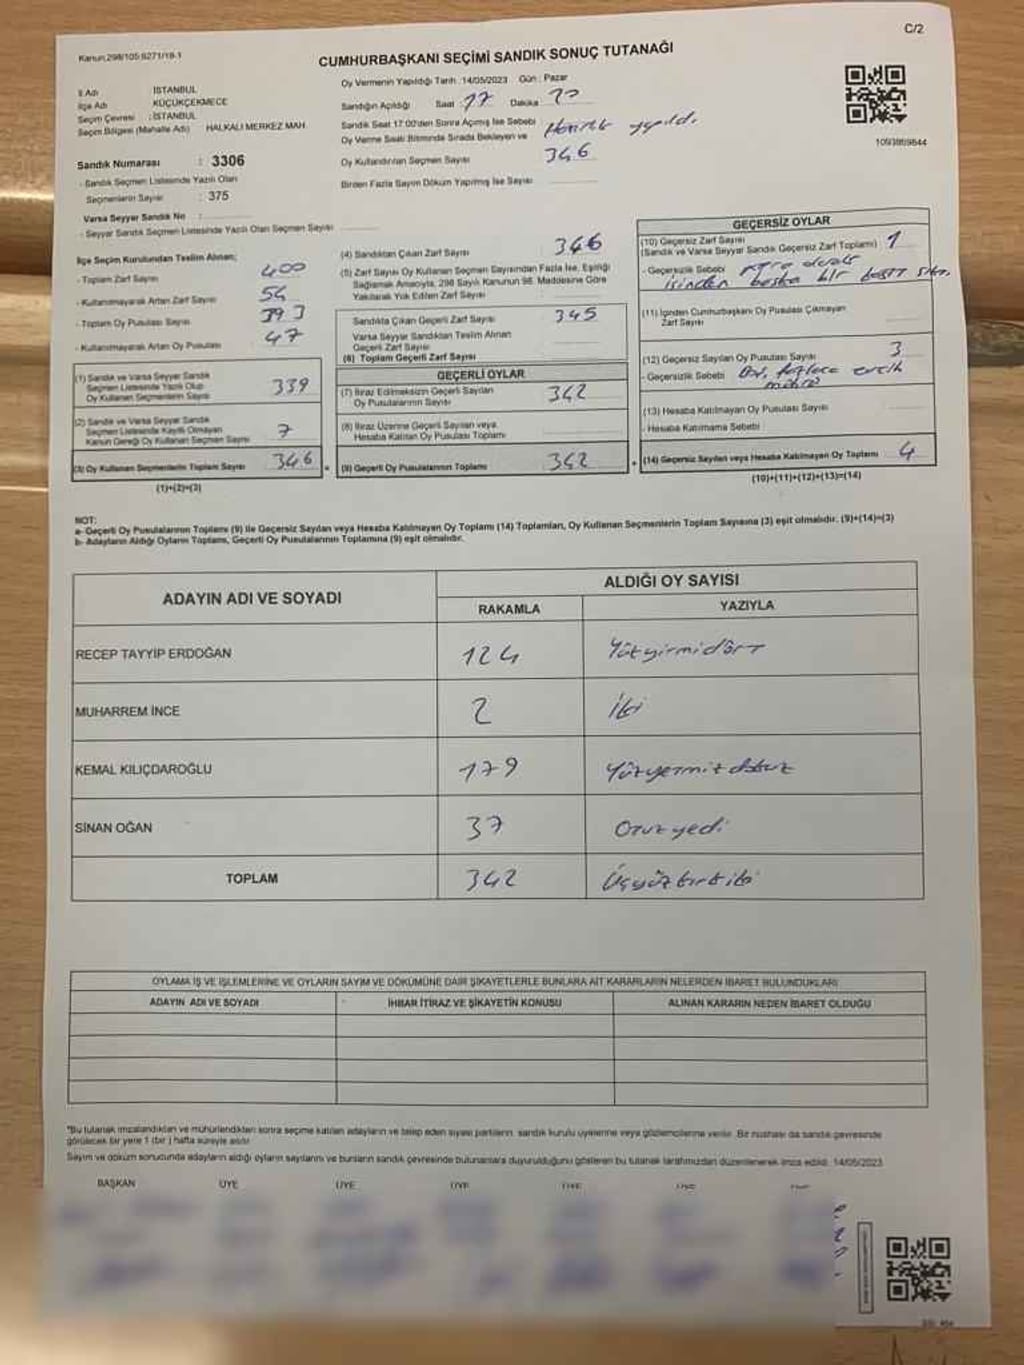 C/2
Kanun:298/105:6271/18-1
CUMHURBAŞKANI SEÇİMİ SANDIK SONUÇ TUTANAĞI
İl Adı : İSTANBUL
İlçe Adı : KÜÇÜKÇEKMECE
Seçim Çevresi : İSTANBUL
Seçim Bölgesi (Mahalle Adı) HALKALI MERKEZ MAH.
Sandık Numarası : 3306
- Sandık Seçmen Listesinde Yazılı Olan
Seçmenlerin Sayısı : 375
Varsa Seyyar Sandık No :
- Seyyar Sandık Seçmen Listesinde Yazılı Olan Seçmen Sayısı
Oy Vermenin Yapıldığı Tarih :14/05/2023 Gün : Pazar
Sandığın Açıldığı Saat :17 Dakika
Sandık Saat 17:00'den Sonra Açılmış İse Sebebi :
Oy Verme Saati Bitiminde Sırada Bekleyen ve
yapıldı.
Oy Kullandırılan Seçmen Sayısı 346
Birden Fazla Sayım Döküm Yapılmış İse Sayısı
1093869844
İlçe Seçim Kurulundan Teslim Alınan;
- Toplam Zarf Sayısı 400
- Kullanılmayarak Artan Zarf Sayısı 54
- Toplam Oy Pusulası Sayısı 393
- Kullanılmayarak Artan Oy Pusulası 47
(1) Sandık ve Varsa Seyyar Sandık
Seçmen Listesinde Yazılı Olup
Oy Kullanan Seçmenlerin Sayısı 339
(2) Sandık ve Varsa Seyyar Sandık
Seçmen Listesinde Kayıtlı Olmayan
Kanun Gereği Oy Kullanan Seçmen Sayısı 7
(3) Oy Kullanan Seçmenlerin Toplam Sayısı 346 =
(1)+(2)=(3)
(4) Sandıktan Çıkan Zarf Sayısı 346
(5) Zarf Sayısı Oy Kullanan Seçmen Sayısından Fazla İse, Eşitliği
Sağlamak Amacıyla, 298 Sayılı Kanunun 98. Maddesine Göre
Yakılarak Yok Edilen Zarf Sayısı
Sandıkta Çıkan Geçerli Zarf Sayısı 345
Varsa Seyyar Sandıktan Teslim Alınan
Geçerli Zarf Sayısı
(6) Toplam Geçerli Zarf Sayısı
GEÇERLİ OYLAR
(7) İtiraz Edilmeksizin Geçerli Sayılan
Oy Pusulalarının Sayısı 342
(8) İtiraz Üzerine Geçerli Sayılan veya
Hesaba Katılan Oy Pusulası Toplamı
(9) Geçerli Oy Pusulalarının Toplamı 342 +
GEÇERSİZ OYLAR
(10) Geçersiz Zarf Sayısı
(Sandık ve Varsa Seyyar Sandık Geçersiz Zarf Toplamı) 1
- Geçersizlik Sebebi
içinden başka bir
(11) İçinden Cumhurbaşkanı Oy Pusulası Çıkmayan
Zarf Sayısı
(12) Geçersiz Sayılan Oy Pusulası Sayısı 3
- Geçersizlik Sebebi fazlaca
(13) Hesaba Katılmayan Oy Pusulası Sayısı
- Hesaba Katılmama Sebebi
(14) Geçersiz Sayılan veya Hesaba Katılmayan Oy Toplamı 4
(10)+(11)+(12)+(13)=(14)
NOT:
a- Geçerli Oy Pusulalarının Toplamı (9) ile Geçersiz Sayılan veya Hesaba Katılmayan Oy Toplamı (14) Toplamları, Oy Kullanan Seçmenlerin Toplam Sayısına (3) eşit olmalıdır. (9)+(14)=(3)
b- Adayların Aldığı Oyların Toplamı, Geçerli Oy Pusulalarının Toplamına (9) eşit olmalıdır.
ADAYIN ADI VE SOYADI
ALDIĞI OY SAYISI
RAKAMLA YAZIYLA
RECEP TAYYİP ERDOĞAN 124 Yüzyirmidört
MUHARREM İNCE 2 İki
KEMAL KILIÇDAROĞLU 179 Yüzyetmişdokuz
SİNAN OĞAN 37 Otuzyedi
TOPLAM 342 Üçyüzkırkiki
OYLAMA İŞ VE İŞLEMLERİNE VE OYLARIN SAYIM VE DÖKÜMÜNE DAİR ŞİKAYETLERLE BUNLARA AİT KARARLARIN NELERDEN İBARET BULUNDUKLARI
ADAYIN ADI VE SOYADI İHBAR İTİRAZ VE ŞİKAYETİN KONUSU ALINAN KARARIN NEDEN İBARET OLDUĞU
*Bu tutanak imzalandıktan ve mühürlendikten sonra seçime katılan adayların ve talep eden siyasi partilerin, sandık kurulu üyelerine veya gözlemcilerine verilir. Bir nüshası da sandık çevresinde
görülecek bir yere 1 (bir ) hafta süreyle asılır.
Sayım ve döküm sonucunda adayların aldığı oyların sayılarını ve bunların sandık çevresinde bulunanlara duyurulduğunu gösteren bu tutanak tarafımızdan düzenlenerek imza edildi. 14/05/2023
BAŞKAN ÜYE ÜYE ÜYE ÜYE ÜYE